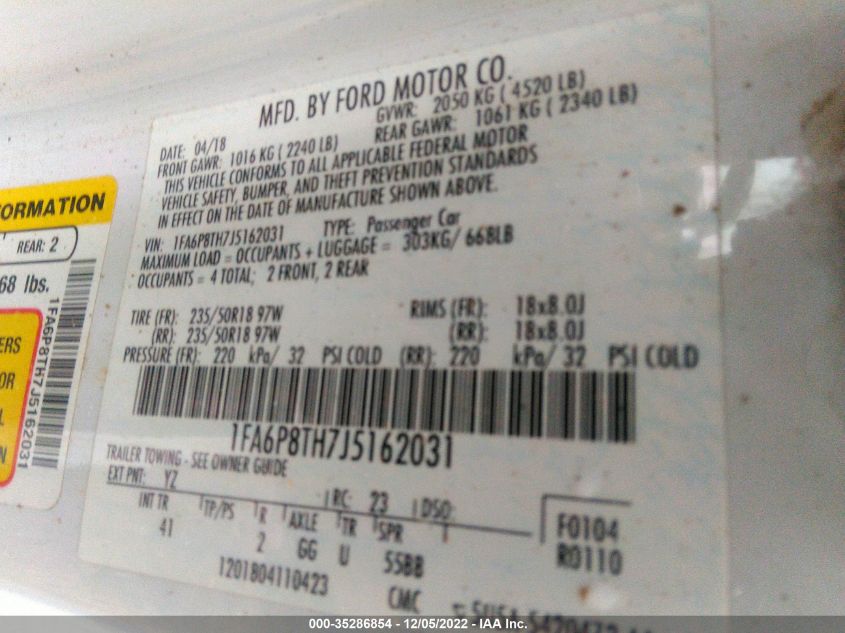 MFD. BY FORD MOTOR CO.
DATE: 04/18 GVWR: 2050 KG ( 4520 LB)
FRONT GAWR: 1016 KG ( 2240 LB) REAR GAWR: 1061 KG ( 2340 LB)
THIS VEHICLE CONFORMS TO ALL APPLICABLE FEDERAL MOTOR
VEHICLE SAFETY, BUMPER, AND THEFT PREVENTION STANDARDS
IN EFFECT ON THE DATE OF MANUFACTURE SHOWN ABOVE.
VIN: 1FA6P8TH7J5162031 TYPE: Passenger Car
MAXIMUM LOAD = OCCUPANTS + LUGGAGE = 303KG/ 668LB
OCCUPANTS = 4 TOTAL; 2 FRONT, 2 REAR
TIRE (FR): 235/50R18 97W RIMS (FR): 18x8.0J
(RR): 235/50R18 97W (RR): 18x8.0J
PRESSURE (FR): 220 kPa/ 32 PSI COLD (RR): 220 kPa/ 32 PSI COLD
1FA6P8TH7J5162031
TRAILER TOWING - SEE OWNER GUIDE
EXT PNT: YZ RC: 23 DSO:
INT TR TP/PS R AXLE TR SPR
41 2 GG U 55BB
F0104
R0110
1201804110423
CMC
ORMATION
REAR: 2
68 lbs.
ERS
OR
L
N
1FA6P8TH7J5162031
000-35286854 - 12/05/2022 - IAA Inc.